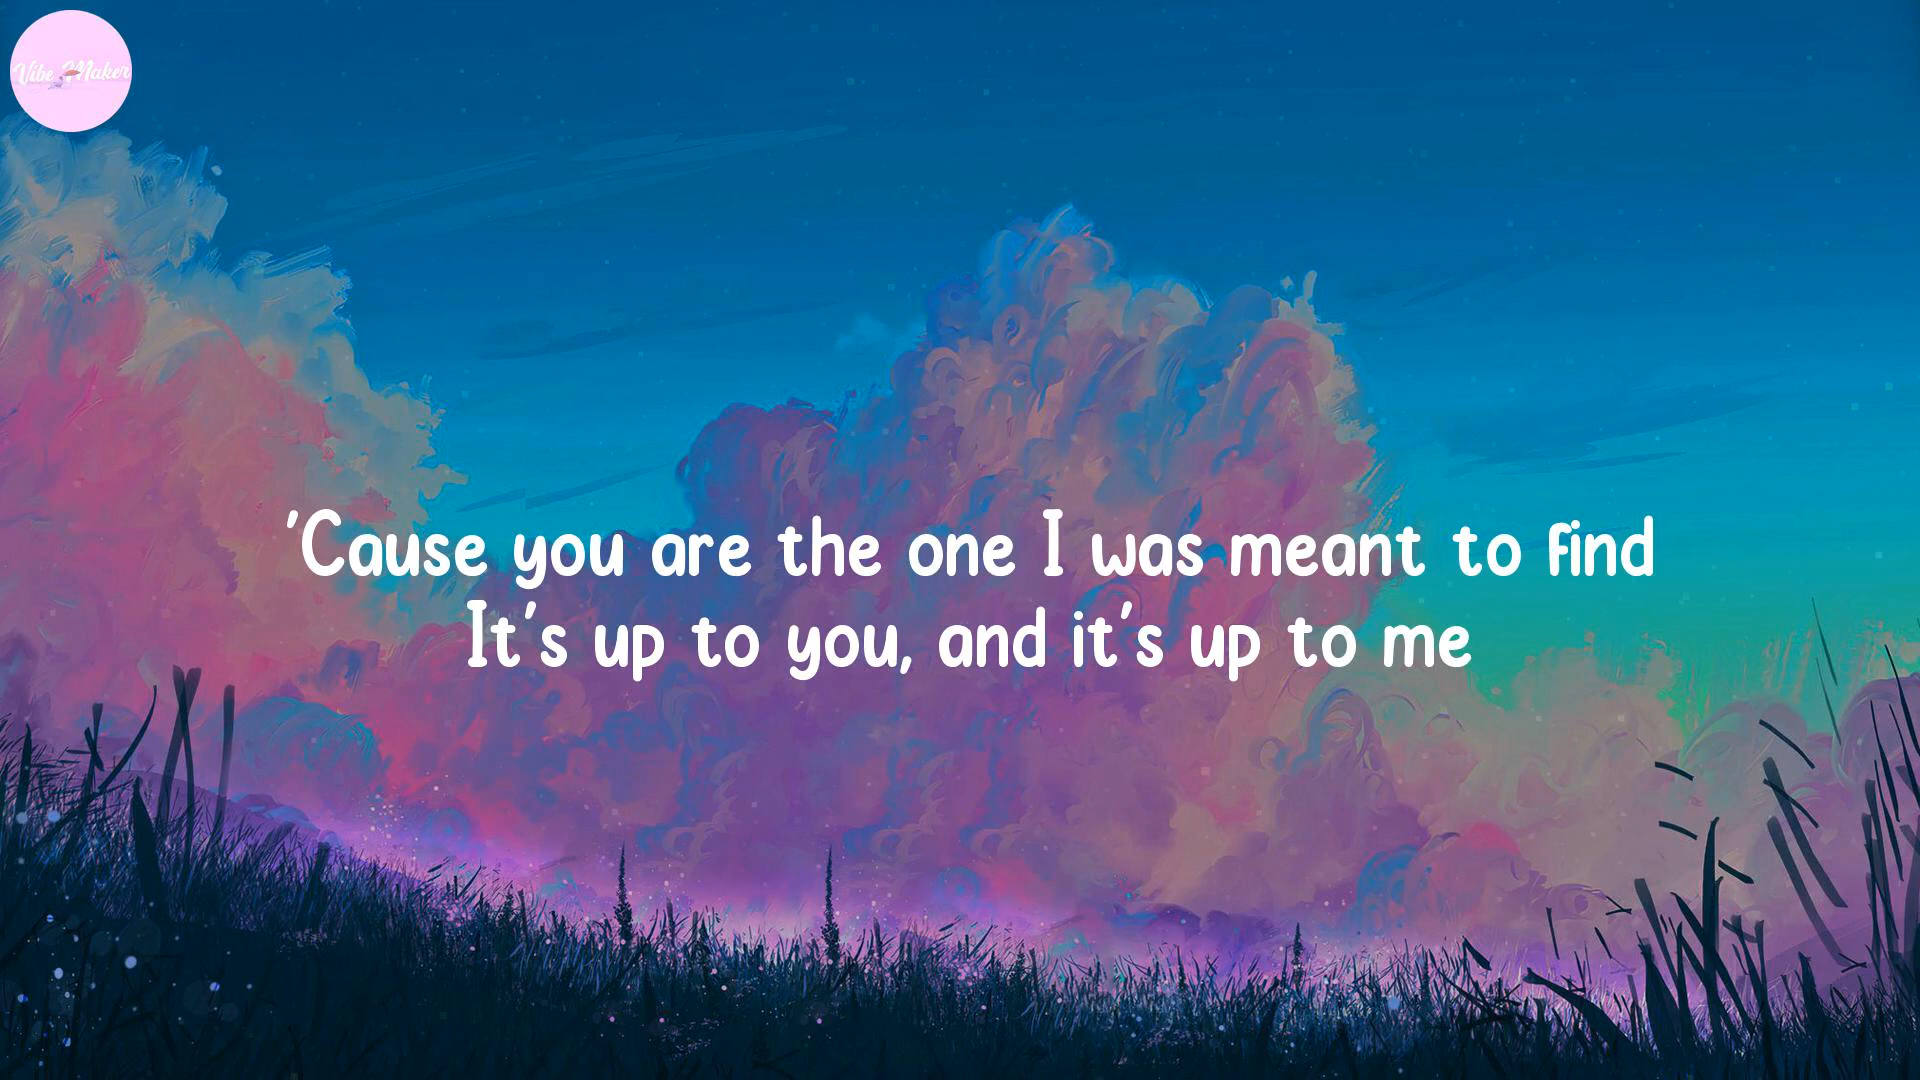 Vibe Maker
'Cause you are the one I was meant to find
It's up to you, and it's up to me